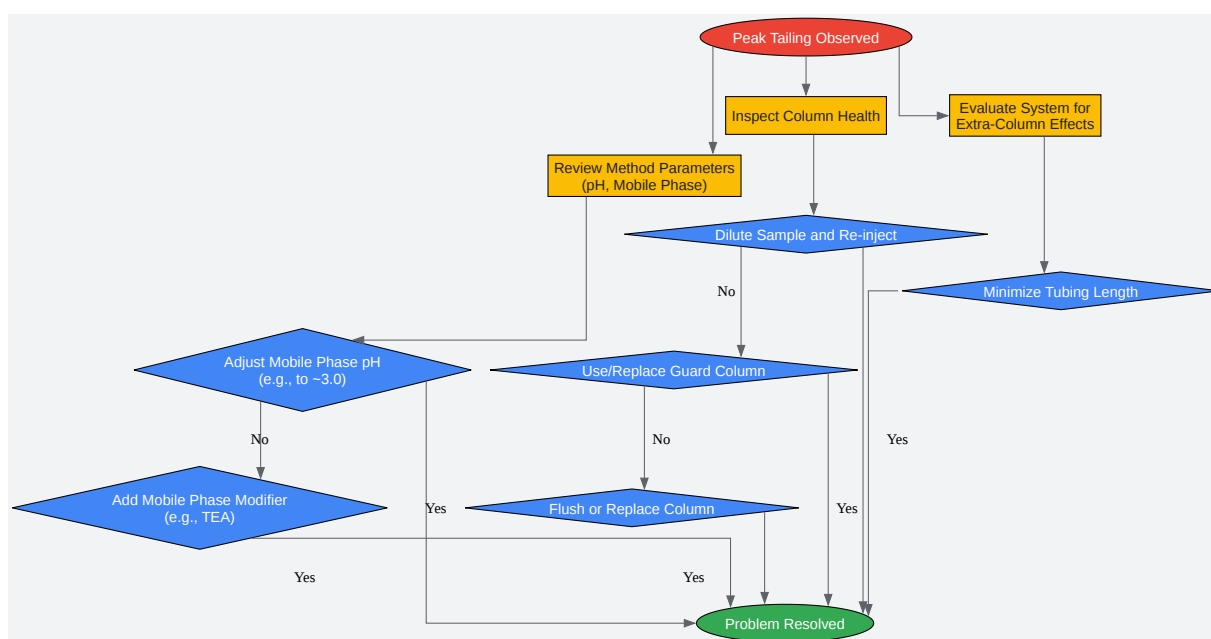 Peak Tailing Observed
Inspect Column Health
Evaluate System for
Extra-Column Effects
Review Method Parameters
(pH, Mobile Phase)
Dilute Sample and Re-inject
No
Minimize Tubing Length
Adjust Mobile Phase pH
(e.g., to ~3.0)
Use/Replace Guard Column
No
No
Yes
Add Mobile Phase Modifier
(e.g., TEA)
Yes
Flush or Replace Column
Yes
Yes
Yes
Problem Resolved